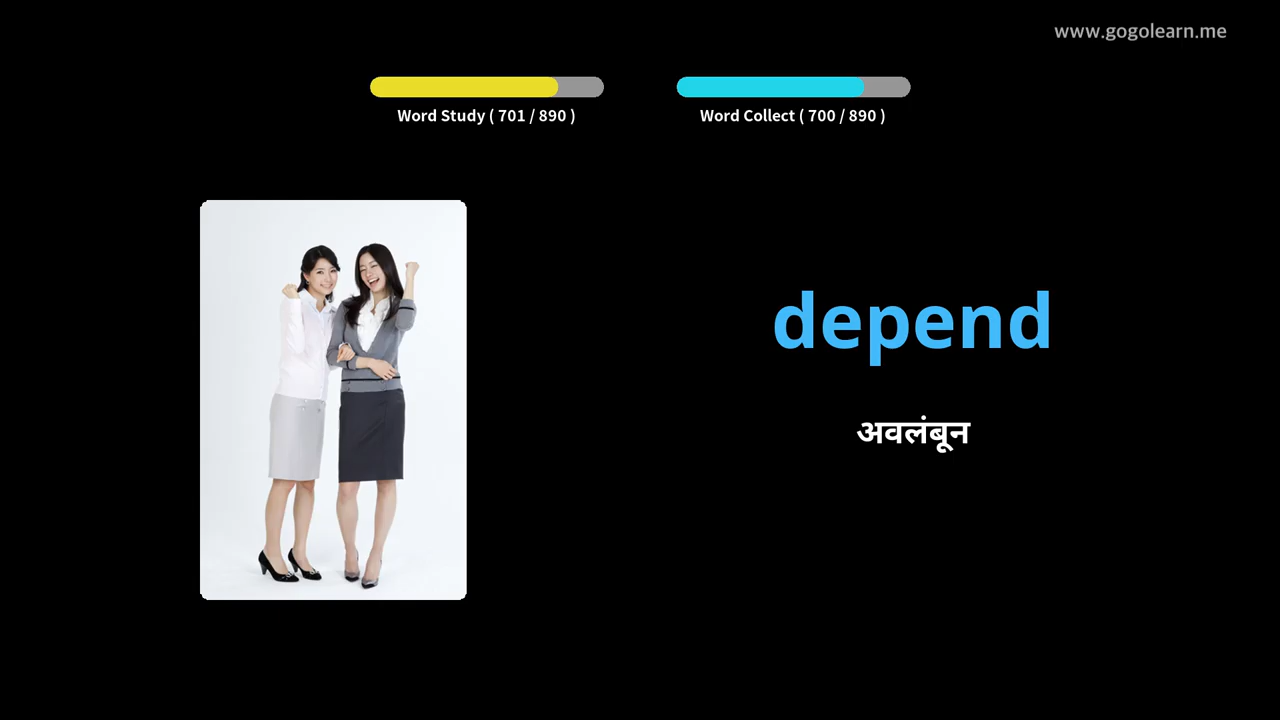 www.gogolearn.me
Word Study ( 701 / 890 )
Word Collect ( 700 / 890 )
depend
अवलंबून